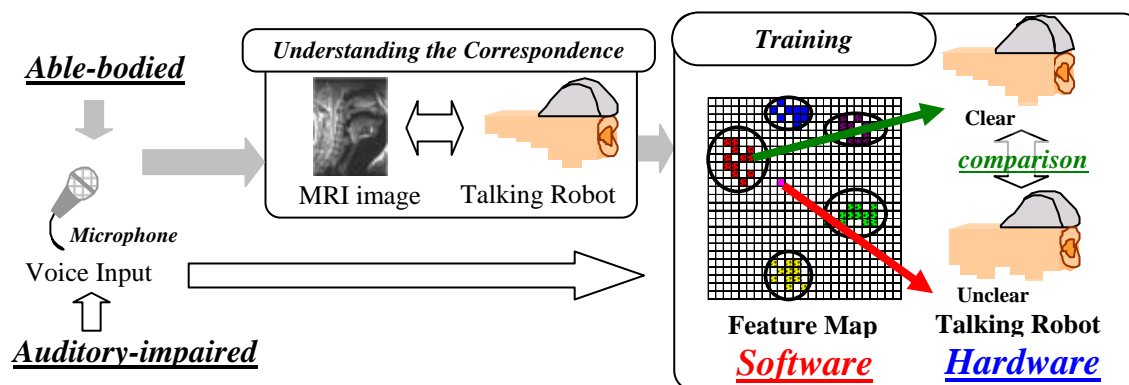 Able-bodied
Microphone
Voice Input
Auditory-impaired
Understanding the Correspondence
MRI image
Talking Robot
Training
Clear
comparison
Unclear
Feature Map
Talking Robot
Software
Hardware